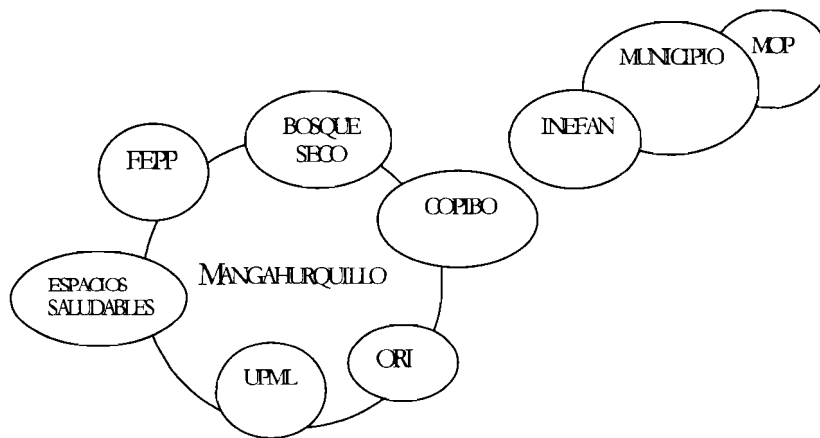 MOP
MUNICIPIO
BOSQUE
SECO
INEFAN
FEPP
COPIBO
MANGAHURQUILLO
ESPACIOS
SALUDABLES
ORI
UPML